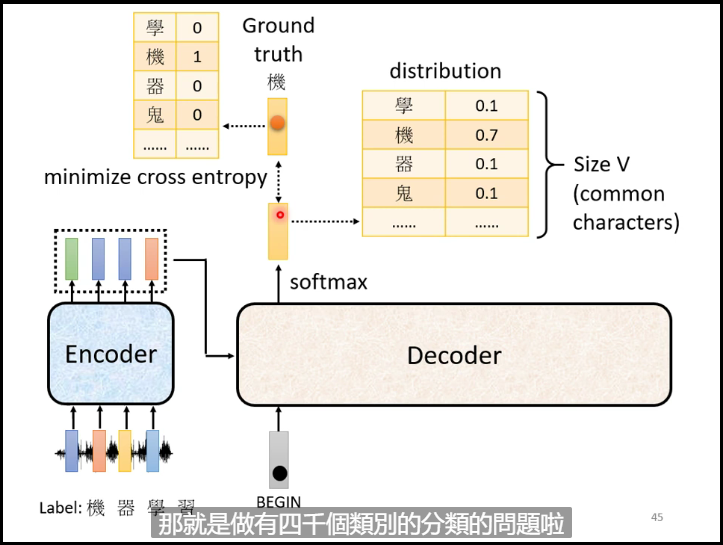 學 0
機 1
器 0
鬼 0
…… ……
Ground
truth
機
distribution
學 0.1
機 0.7
器 0.1
鬼 0.1
…… ……
Size V
(common
characters)
minimize cross entropy
softmax
Encoder
Decoder
BEGIN
Label: 機 器 學 習
45
那就是做有四千個類別的分類的問題啦